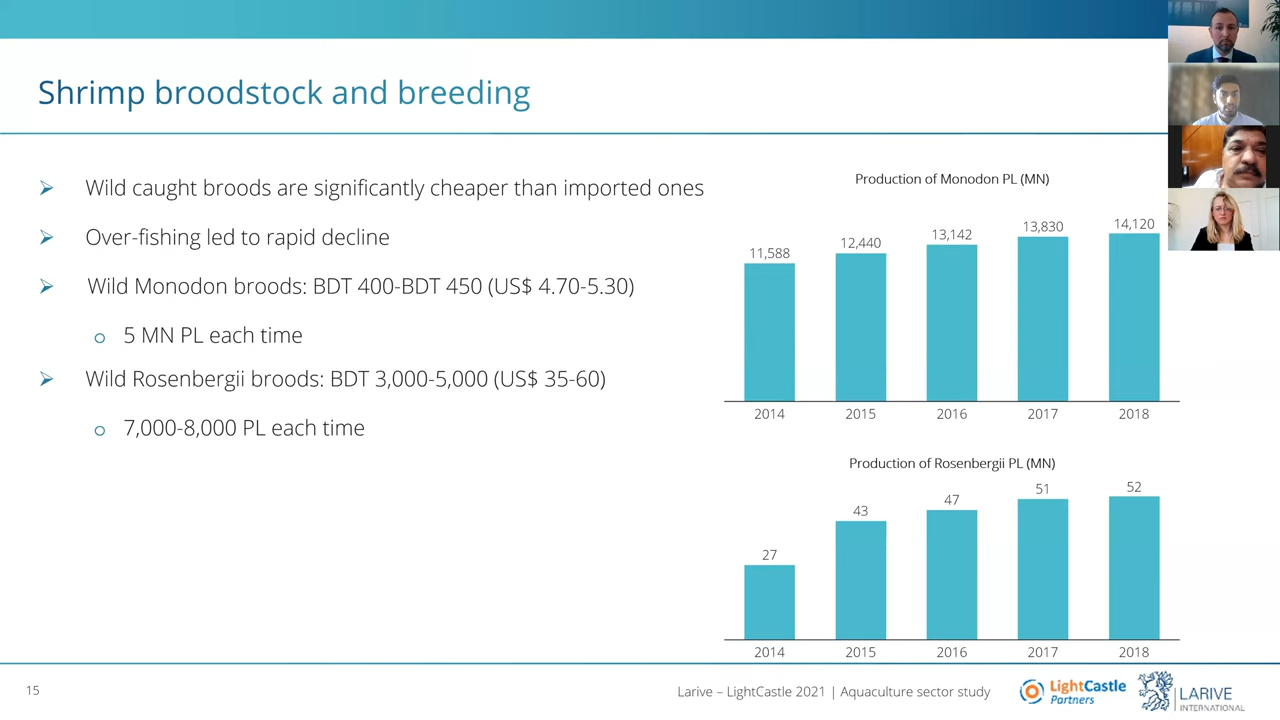 Shrimp broodstock and breeding
Wild caught broods are significantly cheaper than imported ones
Over-fishing led to rapid decline
Wild Monodon broods: BDT 400-BDT 450 (US$ 4.70-5.30)
5 MN PL each time
Wild Rosenbergii broods: BDT 3,000-5,000 (US$ 35-60)
7,000-8,000 PL each time
Production of Monodon PL (MN)
11,588
12,440
13,142
13,830
14,120
2014 2015 2016 2017 2018
Production of Rosenbergii PL (MN)
27
43
47
51
52
2014 2015 2016 2017 2018
15
Larive – LightCastle 2021 | Aquaculture sector study
LightCastle
Partners
LARIVE
INTERNATIONAL